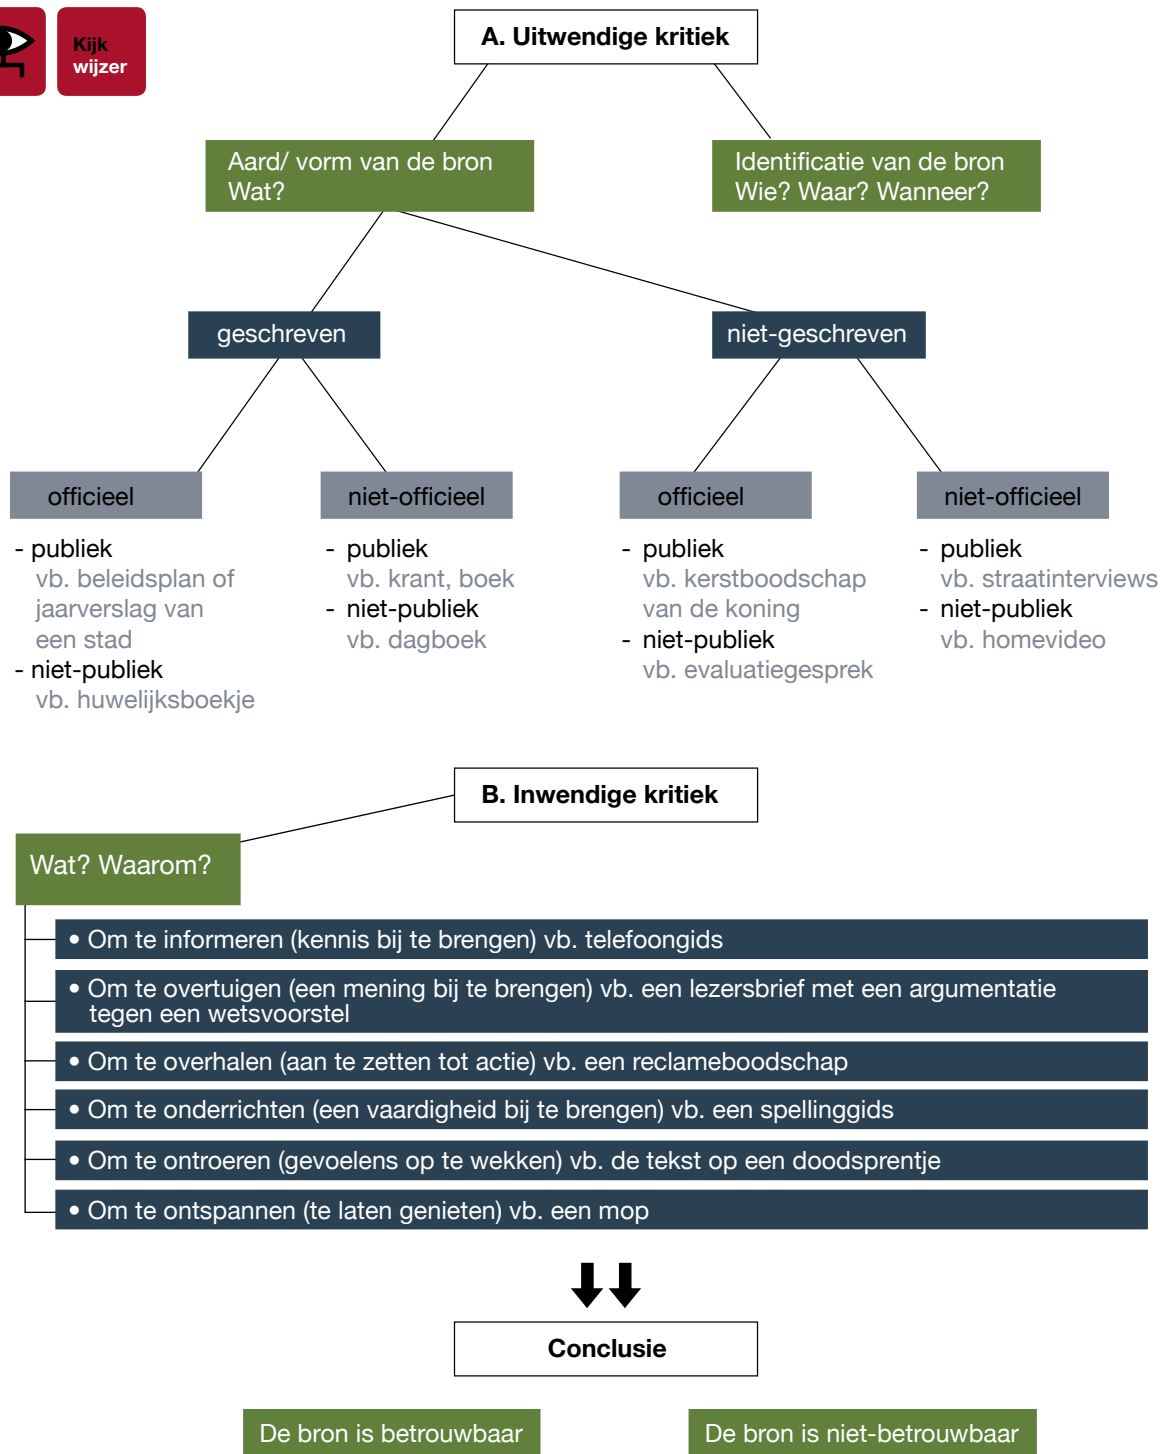 Kijk
wijzer
A. Uitwendige kritiek
Aard/ vorm van de bron
Wat?
Identificatie van de bron
Wie? Waar? Wanneer?
geschreven
niet-geschreven
officieel
- publiek
vb. beleidsplan of
jaarverslag van
een stad
- niet-publiek
vb. huwelijksboekje
niet-officieel
- publiek
vb. krant, boek
- niet-publiek
vb. dagboek
officieel
- publiek
vb. kerstboodschap
van de koning
- niet-publiek
vb. evaluatiegesprek
niet-officieel
- publiek
vb. straatinterviews
- niet-publiek
vb. homevideo
B. Inwendige kritiek
Wat? Waarom?
• Om te informeren (kennis bij te brengen) vb. telefoongids
• Om te overtuigen (een mening bij te brengen) vb. een lezersbrief met een argumentatie
tegen een wetsvoorstel
• Om te overhalen (aan te zetten tot actie) vb. een reclameboodschap
• Om te onderrichten (een vaardigheid bij te brengen) vb. een spellinggids
• Om te ontroeren (gevoelens op te wekken) vb. de tekst op een doodsprentje
• Om te ontspannen (te laten genieten) vb. een mop
Conclusie
De bron is betrouwbaar
De bron is niet-betrouwbaar